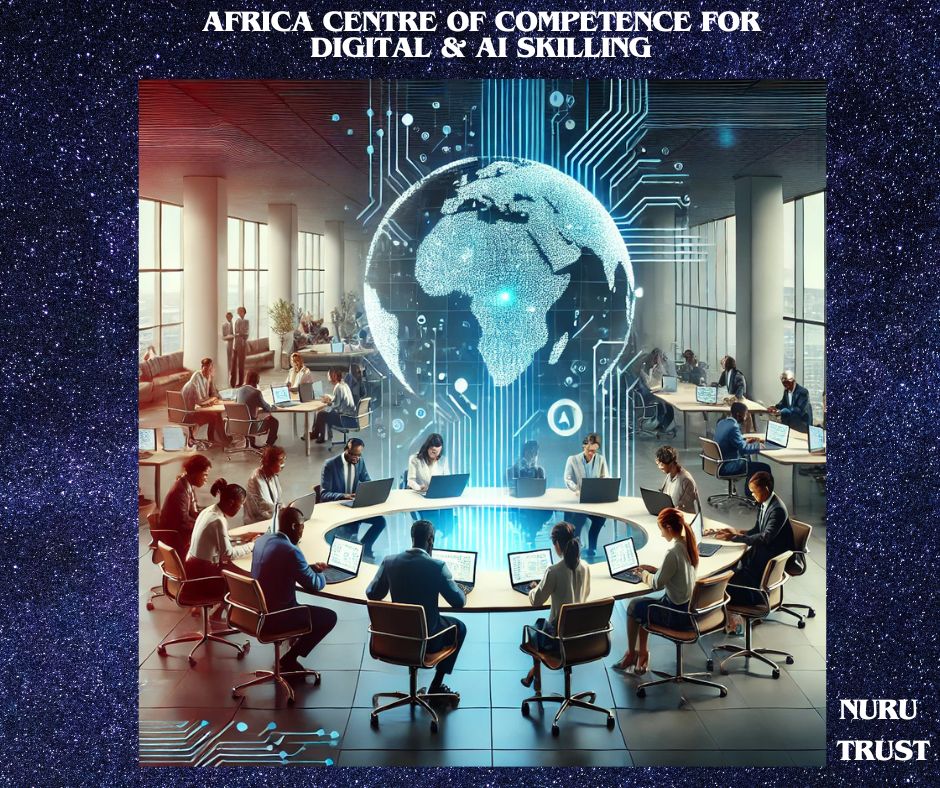 AFRICA CENTRE OF COMPETENCE FOR
DIGITAL & AI SKILLING
NURU
TRUST